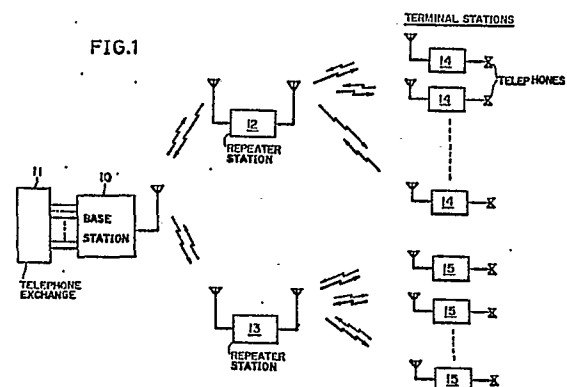 FIG.1
TERMINAL STATIONS
14
TELEPHONES
14
14
12
REPEATER
STATION
11
10
BASE
STATION
TELEPHONE
EXCHANGE
13
REPEATER
STATION
15
15
15